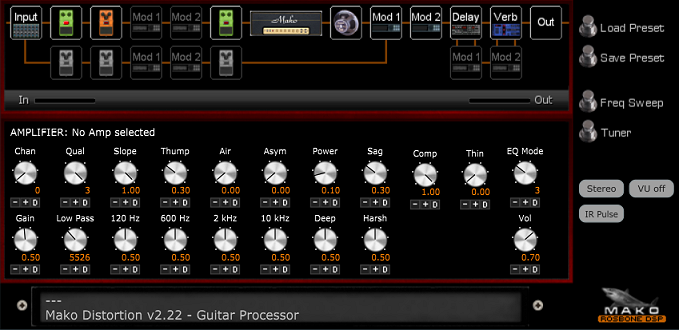 Input Mod 1 Mod 2 Mako Mod 1 Mod 2 Delay Verb Out
Mod 1 Mod 2 Mod 1 Mod 2
In Out
Load Preset
Save Preset
Freq Sweep
Tuner
Stereo VU off
IR Pulse
AMPLIFIER: No Amp selected
Chan Qual Slope Thump Air Asym Power Sag Comp Thin EQ Mode
0 3 1.00 0.30 0.00 0.00 0.10 0.30 1.00 0.00 3
- + D - + D - + D - + D - + D - + D - + D - + D - + D - + D - + D
Gain Low Pass 120 Hz 600 Hz 2 kHz 10 kHz Deep Harsh Vol
0.50 5526 0.50 0.50 0.50 0.50 0.50 0.50 0.70
- + D - + D - + D - + D - + D - + D - + D - + D - + D
---
Mako Distortion v2.22 - Guitar Processor
MAKO
ROSBONE DSP